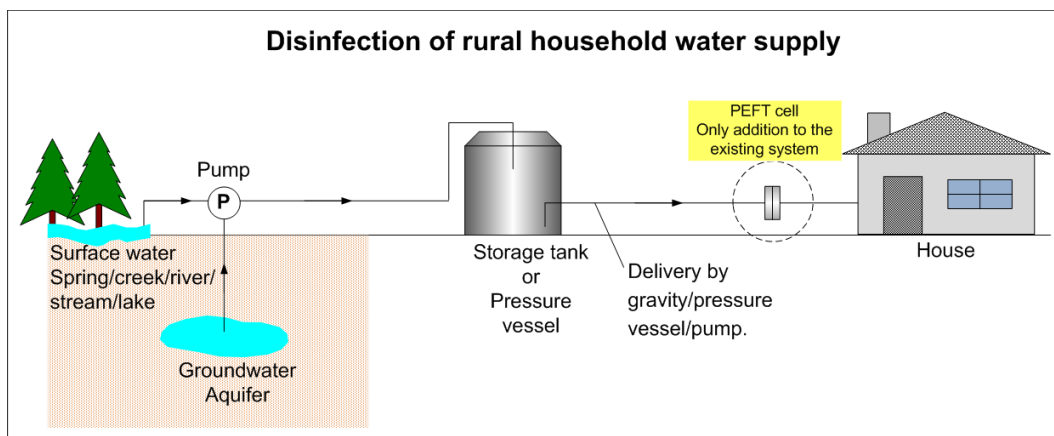 Disinfection of rural household water supply
PEFT cell
Only addition to the
existing system
Pump
P
Surface water
Spring/creek/river/
stream/lake
Groundwater
Aquifer
Storage tank
or
Pressure
vessel
Delivery by
gravity/pressure
vessel/pump.
House